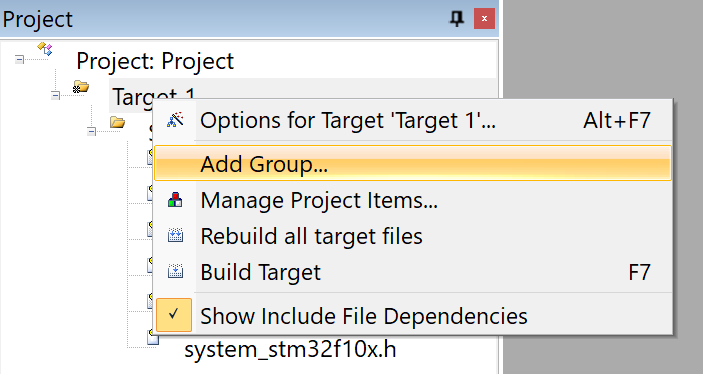 Project
Project: Project
Target 1
Options for Target 'Target 1'... Alt+F7
Add Group...
Manage Project Items...
Rebuild all target files
Build Target F7
Show Include File Dependencies
system_stm32f10x.h